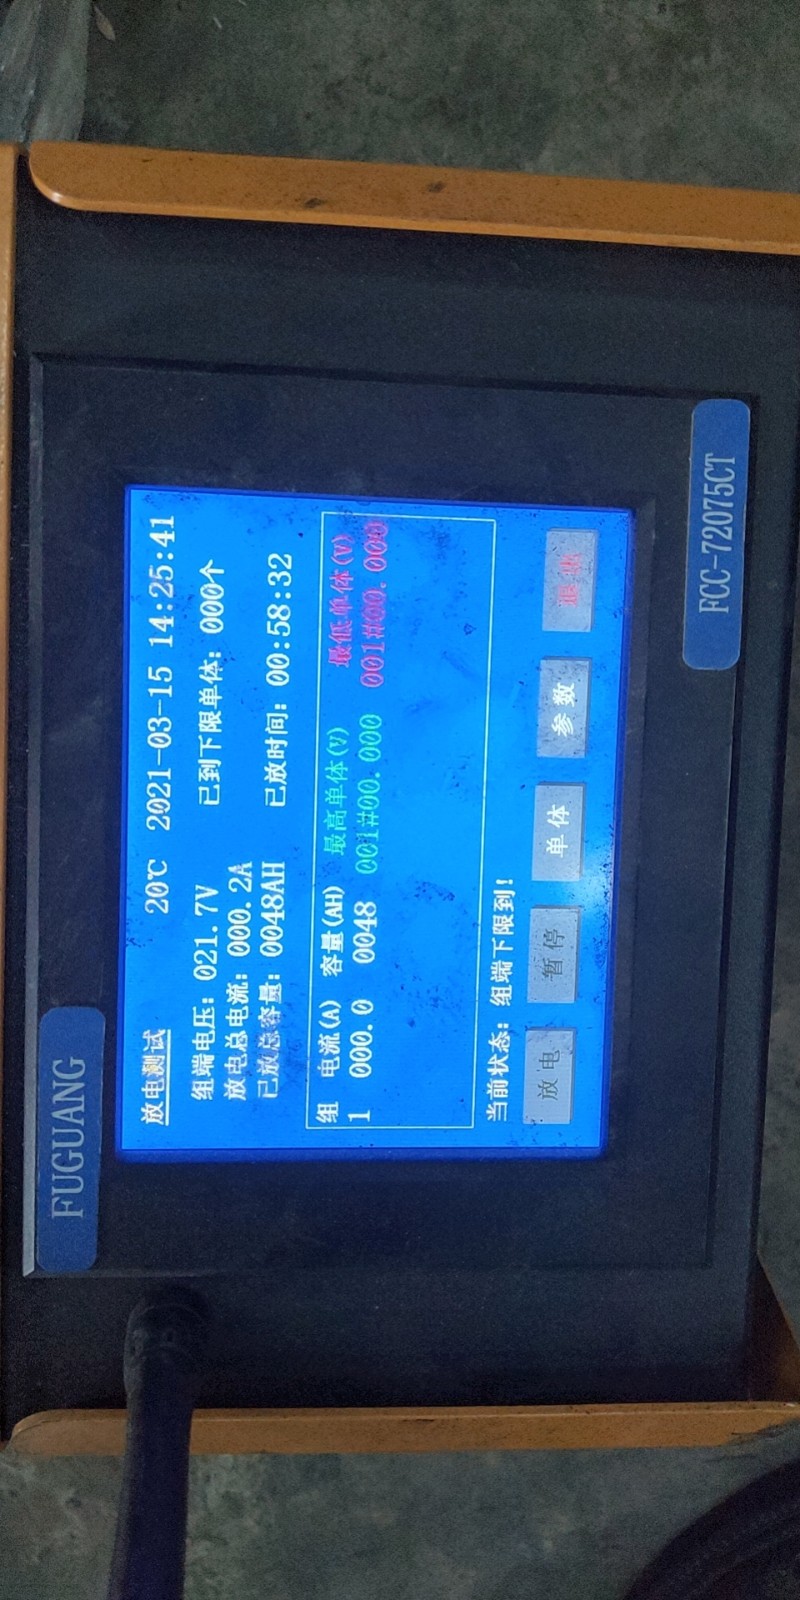 FUGUANG
放电测试 20℃ 2021-03-15 14:25:41
组端电压: 021.7V 已到下限单体: 000个
放电总电流: 000.2A
已放总容量: 0048AH 已放时间: 00:58:32
组 电流(A) 容量(AH) 最高单体(V) 最低单体(V)
1 000.0 0048 001#00.000 001#00.000
当前状态: 组端下限到!
放电 暂停 单体 参数 退出
FCC-72075CT